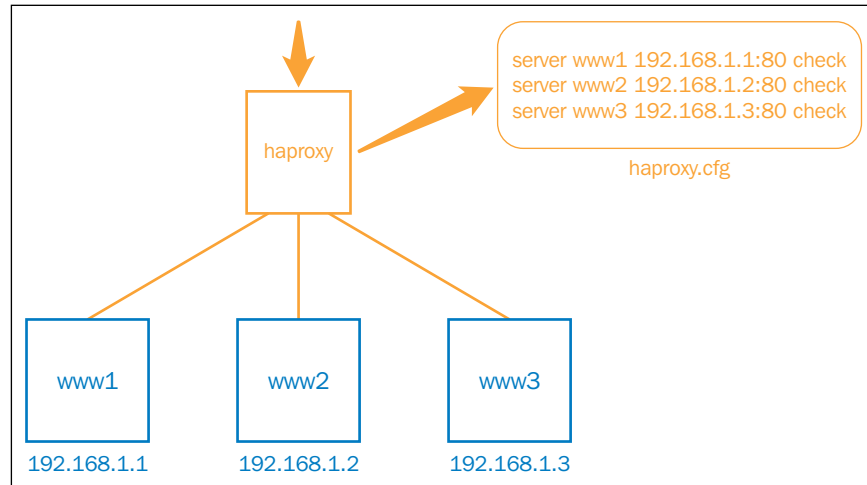 server www1 192.168.1.1:80 check
server www2 192.168.1.2:80 check
server www3 192.168.1.3:80 check
haproxy
haproxy.cfg
www1
www2
www3
192.168.1.1
192.168.1.2
192.168.1.3